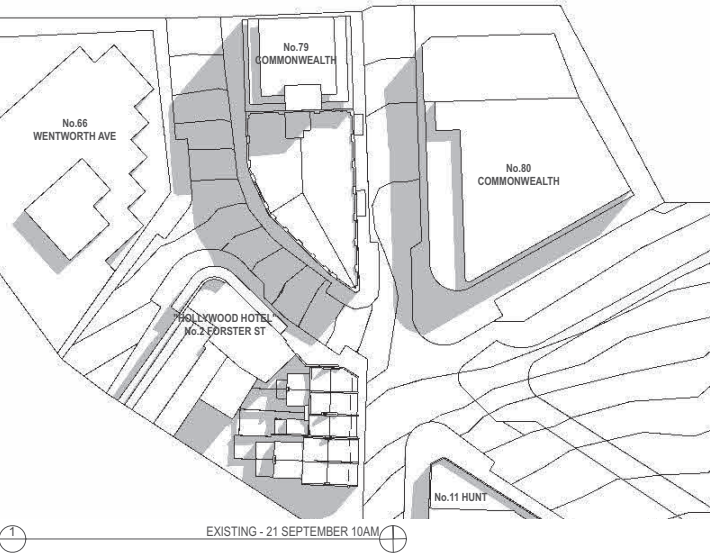 No.79
COMMONWEALTH
No.66
WENTWORTH AVE
No.80
COMMONWEALTH
"HOLLYWOOD HOTEL"
No.2 FORSTER ST
No.11 HUNT
1
EXISTING - 21 SEPTEMBER 10AM